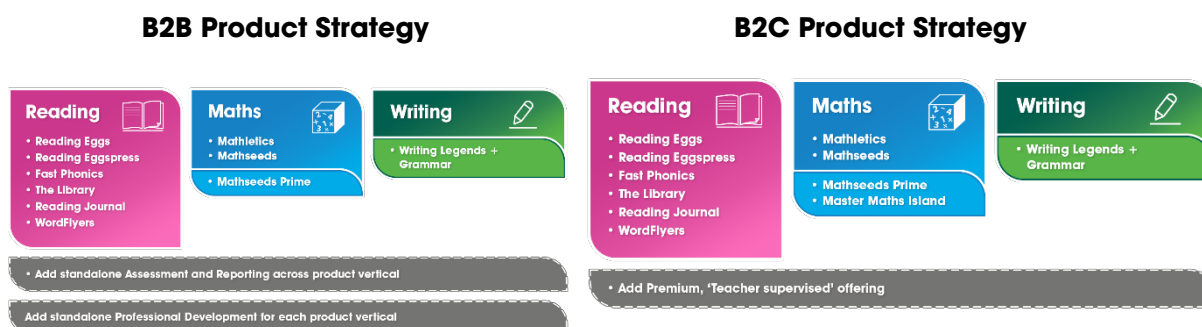 B2B Product Strategy
Reading
• Reading Eggs
• Reading Eggspress
• Fast Phonics
• The Library
• Reading Journal
• WordFlyers
Maths
• Mathletics
• Mathseeds
• Mathseeds Prime
Writing
• Writing Legends +
Grammar
• Add standalone Assessment and Reporting across product vertical
Add standalone Professional Development for each product vertical
B2C Product Strategy
Reading
• Reading Eggs
• Reading Eggspress
• Fast Phonics
• The Library
• Reading Journal
• WordFlyers
Maths
• Mathletics
• Mathseeds
• Mathseeds Prime
• Master Maths Island
Writing
• Writing Legends +
Grammar
• Add Premium, ‘Teacher supervised’ offering